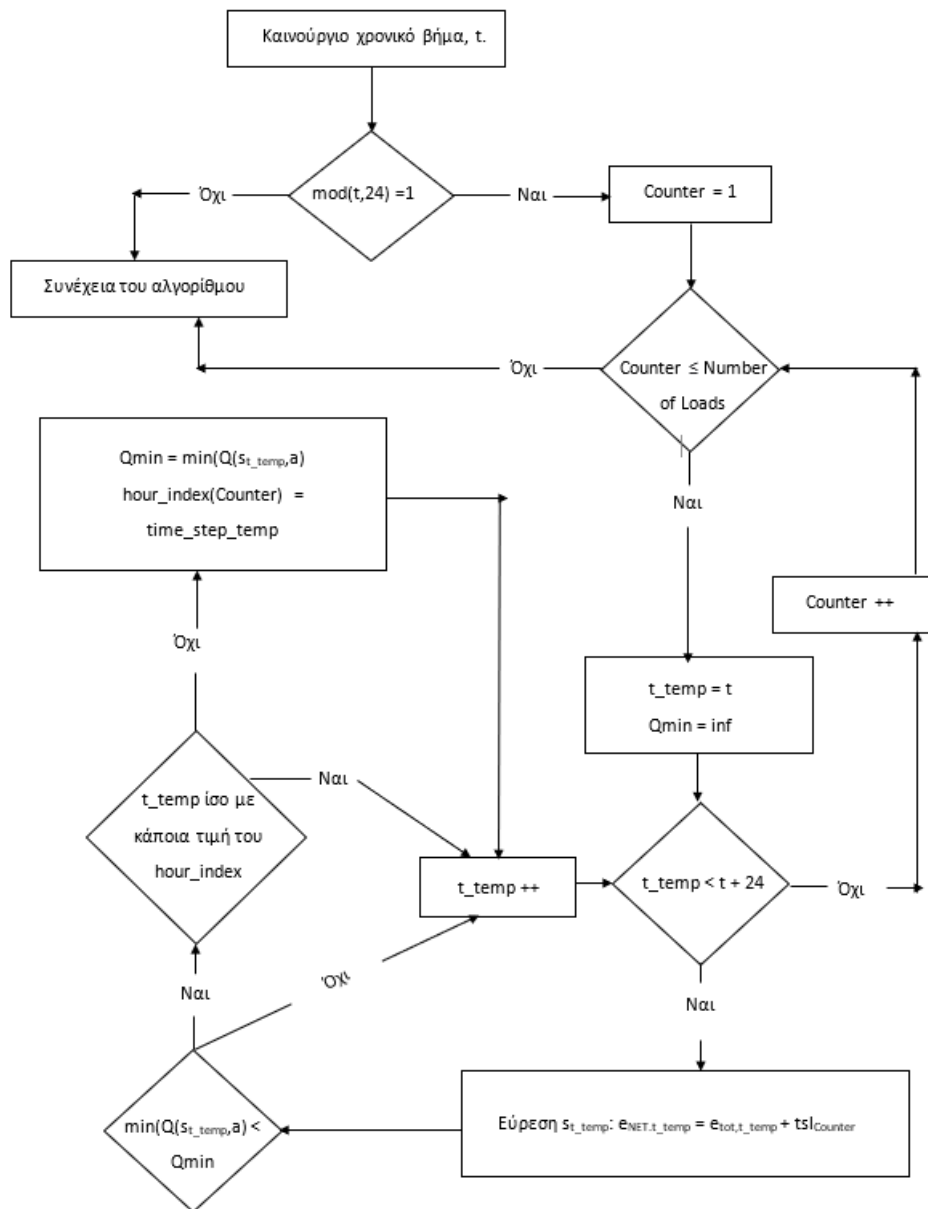 Καινούργιο χρονικό βήμα, t.
mod(t,24) =1
Όχι
Ναι
Counter = 1
Συνέχεια του αλγορίθμου
Counter ≤ Number
of Loads
Όχι
Ναι
Qmin = min(Q(st_temp,a)
hour_index(Counter) =
time_step_temp
Counter ++
Όχι
t_temp = t
Qmin = inf
t_temp ίσο με
κάποια τιμή του
hour_index
Ναι
t_temp ++
t_temp < t + 24
Όχι
Ναι
Όχι
Ναι
min(Q(st_temp,a) <
Qmin
Εύρεση st_temp: eNET.t_temp = etot,t_temp + tslCounter